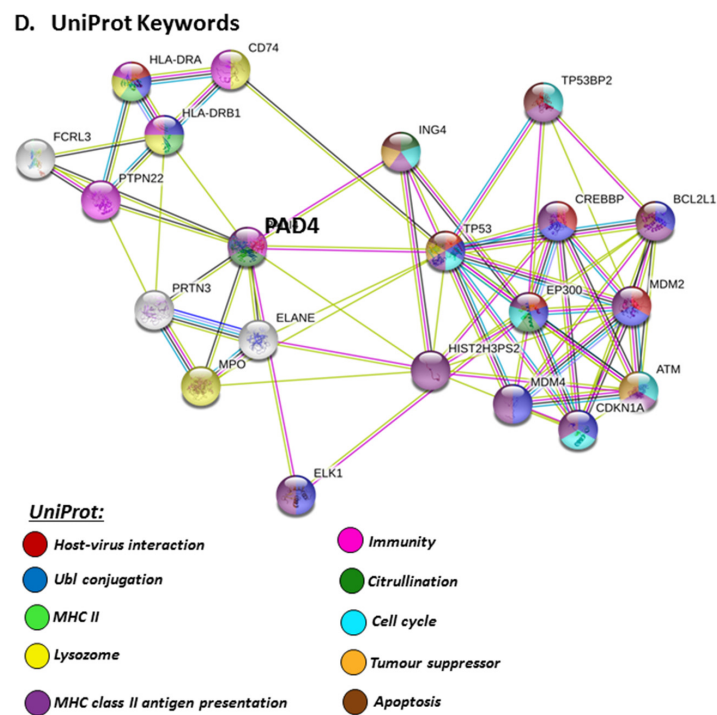 D. UniProt Keywords
HLA-DRA
CD74
TP53BP2
HLA-DRB1
FCRL3
ING4
PTPN22
CREBBP
BCL2L1
PAD4
TP53
PRTN3
EP300
MDM2
ELANE
HIST2H3PS2
MPO
MDM4
ATM
CDKN1A
ELK1
UniProt:
Host-virus interaction
Immunity
Ubl conjugation
Citrullination
MHC II
Cell cycle
Lysozome
Tumour suppressor
MHC class II antigen presentation
Apoptosis